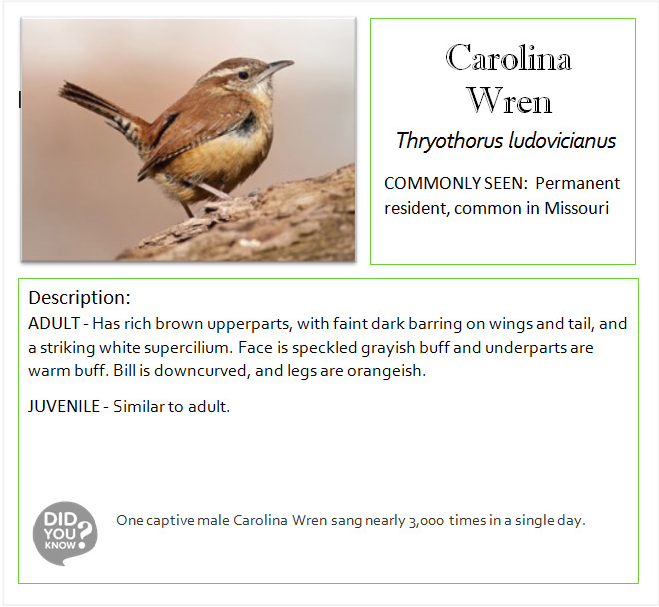 Carolina
Wren
Thryothorus ludovicianus
COMMONLY SEEN: Permanent
resident, common in Missouri
Description:
ADULT - Has rich brown upperparts, with faint dark barring on wings and tail, and
a striking white supercilium. Face is speckled grayish buff and underparts are
warm buff. Bill is downcurved, and legs are orangeish.
JUVENILE - Similar to adult.
DID
YOU
KNOW?
One captive male Carolina Wren sang nearly 3,000 times in a single day.